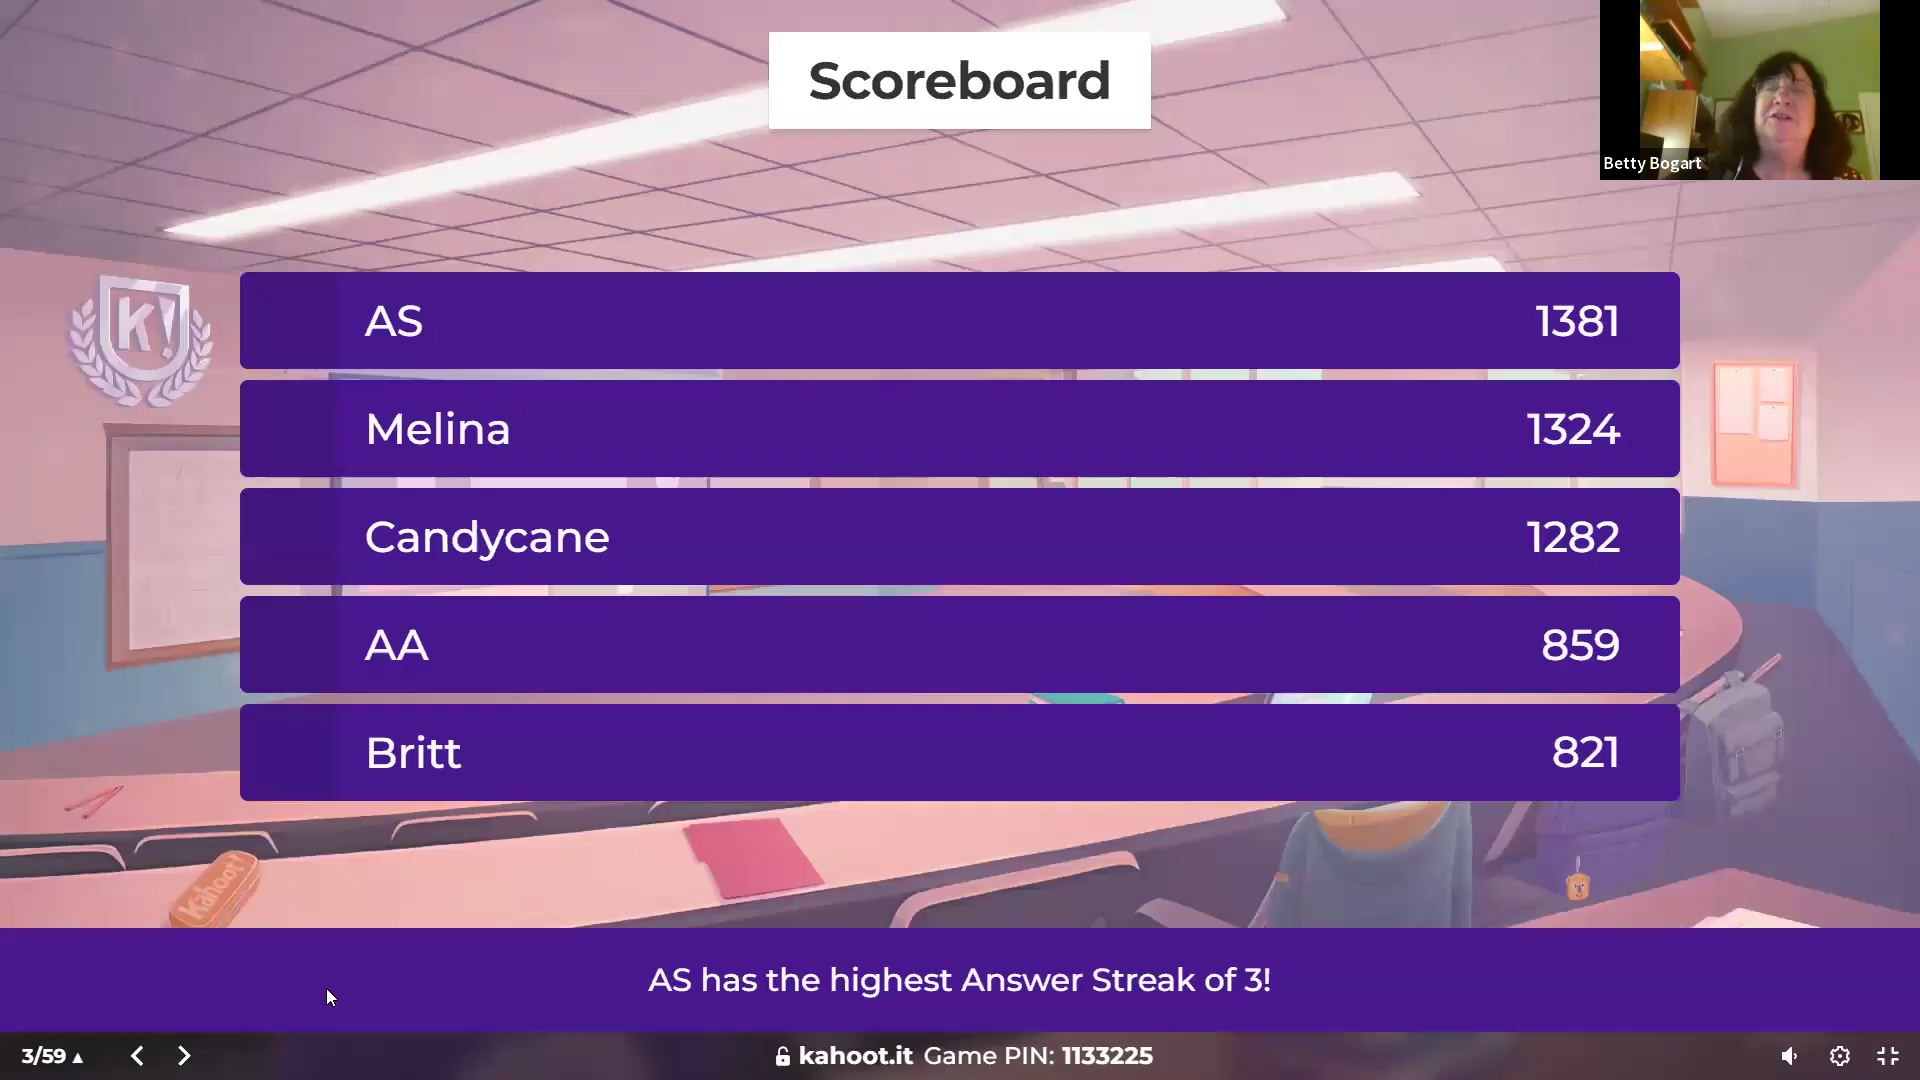 Scoreboard
Betty Bogart
K!
AS 1381
Melina 1324
Candycane 1282
AA 859
Britt 821
Kahoot!
AS has the highest Answer Streak of 3!
3/59 ▲
kahoot.it Game PIN: 1133225